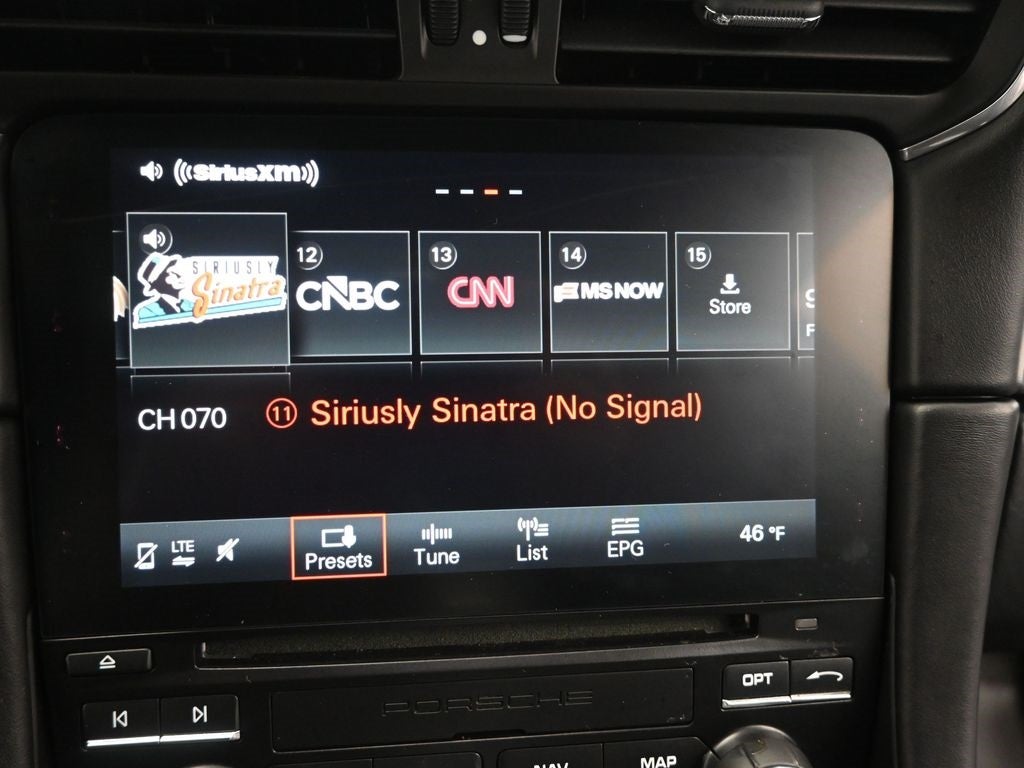 SiriusXM
SIRIUSLY
Sinatra
12
CNBC
13
CNN
14
MS NOW
15
Store
CH 070
11 Siriusly Sinatra (No Signal)
LTE
Presets
Tune
List
EPG
46 °F
OPT
PORSCHE
NAV
MAP